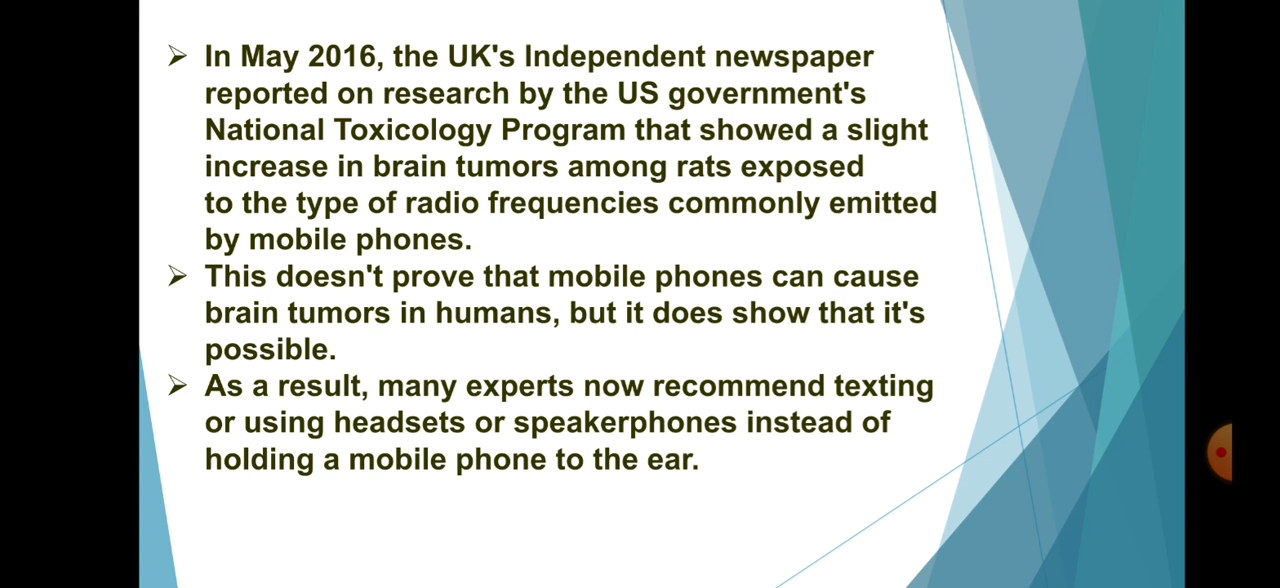 ➢ In May 2016, the UK's Independent newspaper
reported on research by the US government's
National Toxicology Program that showed a slight
increase in brain tumors among rats exposed
to the type of radio frequencies commonly emitted
by mobile phones.
➢ This doesn't prove that mobile phones can cause
brain tumors in humans, but it does show that it's
possible.
➢ As a result, many experts now recommend texting
or using headsets or speakerphones instead of
holding a mobile phone to the ear.